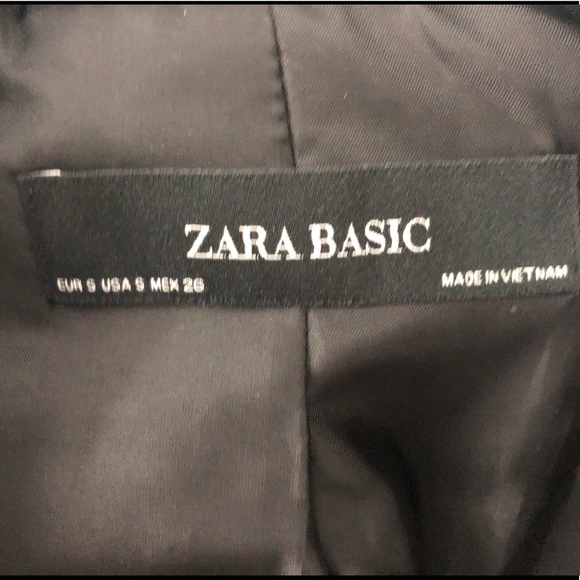 ZARA BASIC
EUR S USA S MEX 26
MADE IN VIETNAM